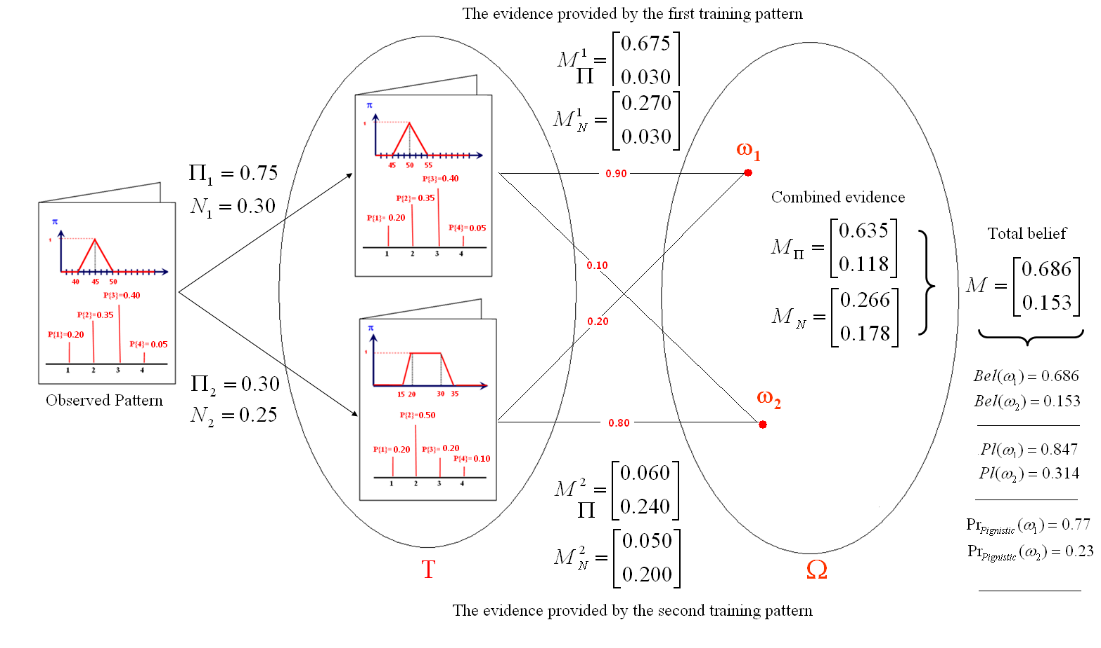 The evidence provided by the first training pattern
M^1_Π = [0.675 0.030]
M^1_N = [0.270 0.030]
Π₁ = 0.75
N₁ = 0.30
π
1
45 50 55
P[3]=0.40
P[2]=0.35
P[1]=0.20
P[4]=0.05
1 2 3 4
π
1
40 45 50
P[3]=0.40
P[2]=0.35
P[1]=0.20
P[4]=0.05
1 2 3 4
Observed Pattern
Π₂ = 0.30
N₂ = 0.25
π
1
15 20 30 35
P[2]=0.50
P[1]=0.20
P[3]=0.20
P[4]=0.10
1 2 3 4
T
0.90
0.10
0.20
0.80
ω₁
ω₂
Ω
Combined evidence
M_Π = [0.635 0.118]
M_N = [0.266 0.178]
Total belief
M = [0.686 0.153]
Bel(ω₁) = 0.686
Bel(ω₂) = 0.153
Pl(ω₁) = 0.847
Pl(ω₂) = 0.314
Pr_Pignistic(ω₁) = 0.77
Pr_Pignistic(ω₂) = 0.23
M^2_Π = [0.060 0.240]
M^2_N = [0.050 0.200]
The evidence provided by the second training pattern